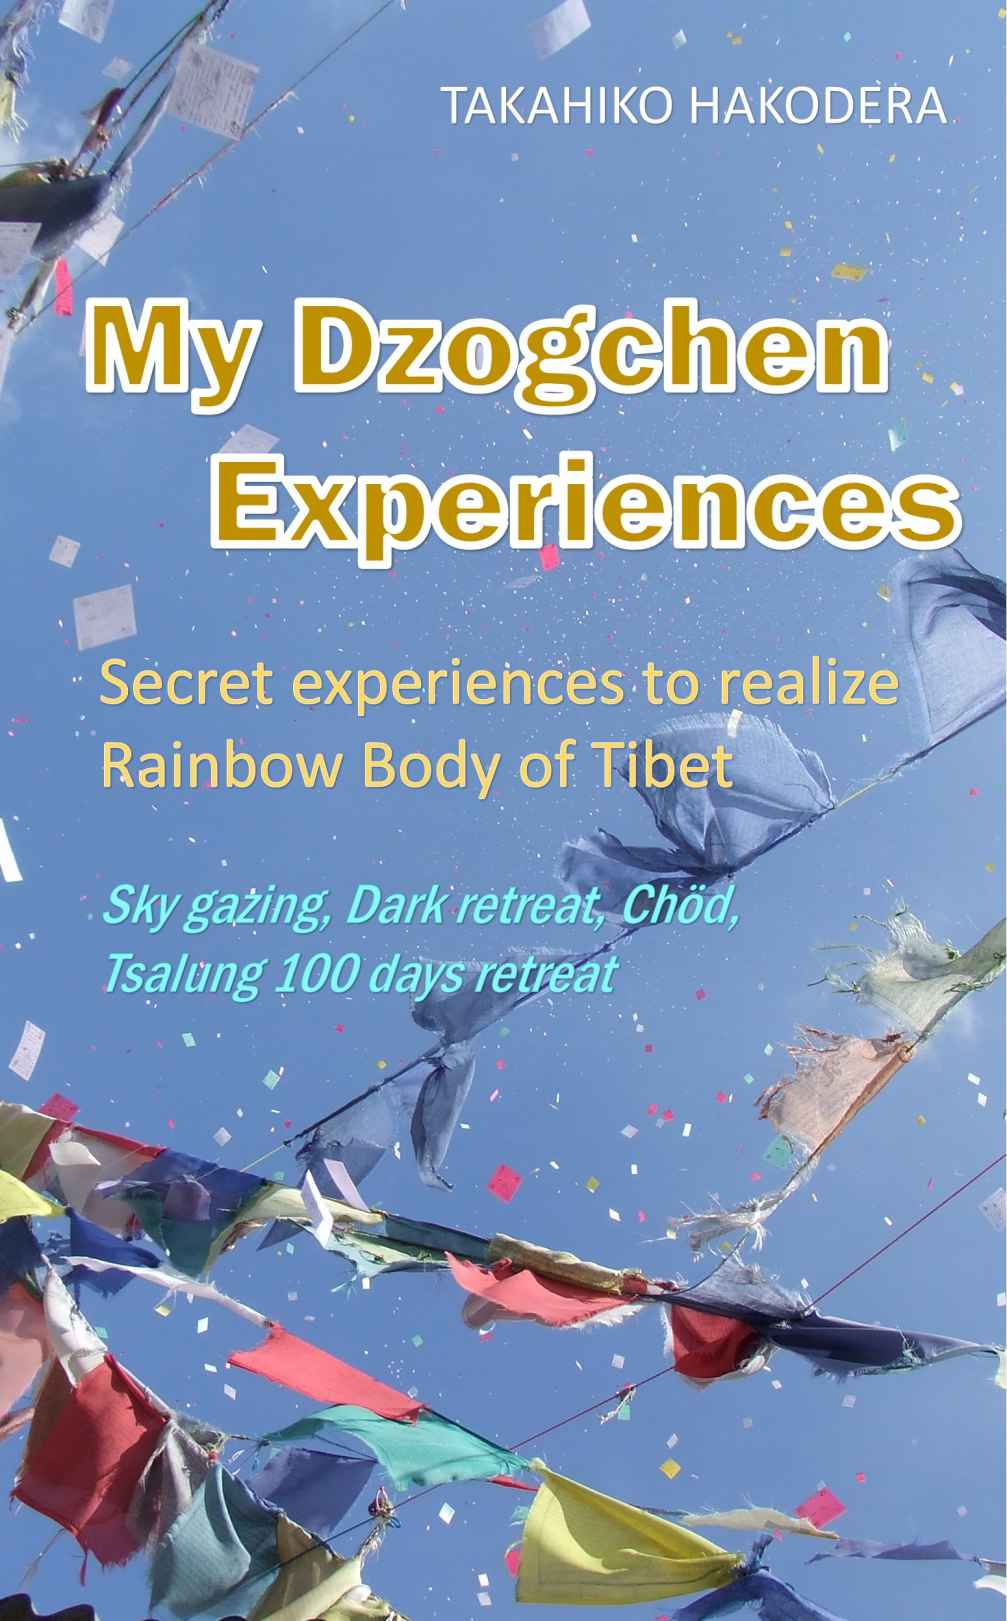 TAKAHIKO HAKODERA
My Dzogchen
Experiences
Secret experiences to realize
Rainbow Body of Tibet
Sky gazing, Dark retreat, Chöd,
Tsalung 100 days retreat